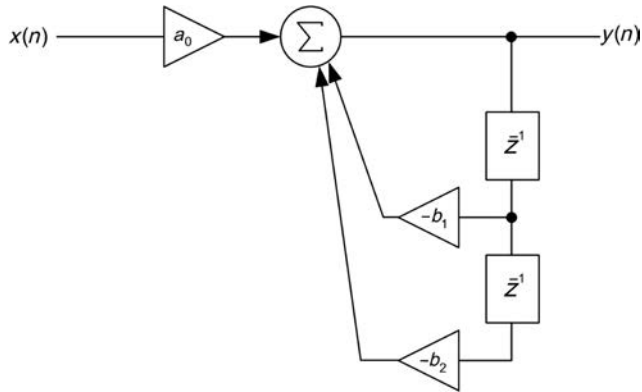 x(n)
a₀
Σ
y(n)
z⁻¹
-b₁
z⁻¹
-b₂